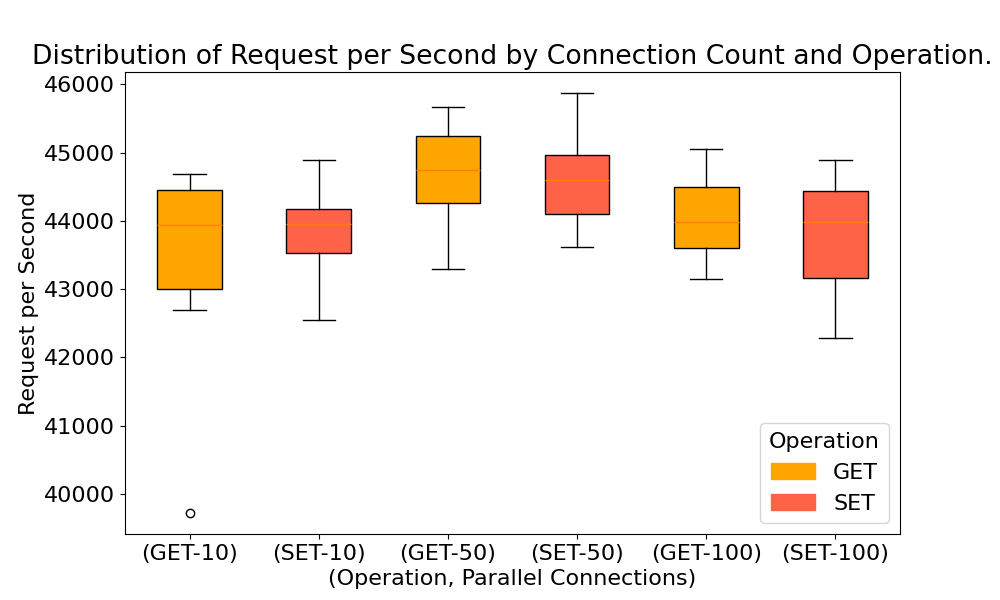 Distribution of Request per Second by Connection Count and Operation.
Request per Second
46000
45000
44000
43000
42000
41000
40000
Operation
GET
SET
(GET-10) (SET-10) (GET-50) (SET-50) (GET-100) (SET-100)
(Operation, Parallel Connections)